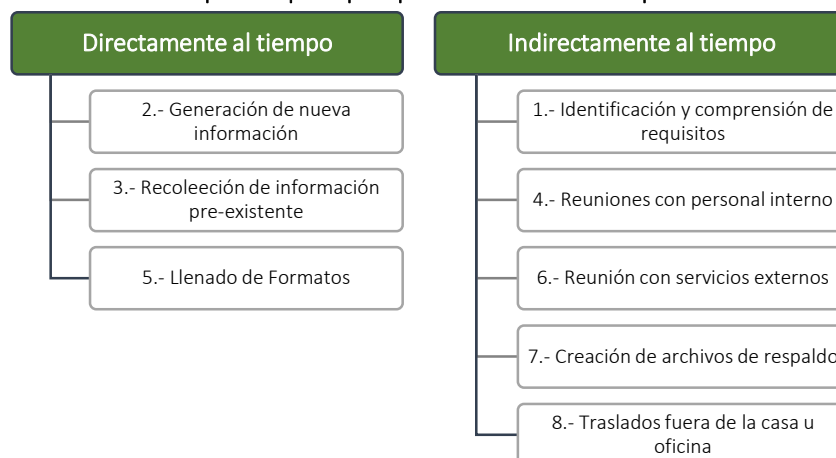 Directamente al tiempo
2.- Generación de nueva
información
3.- Recoleeción de información
pre-existente
5.- Llenado de Formatos
Indirectamente al tiempo
1.- Identificación y comprensión de
requisitos
4.- Reuniones con personal interno
6.- Reunión con servicios externos
7.- Creación de archivos de respaldo
8.- Traslados fuera de la casa u
oficina